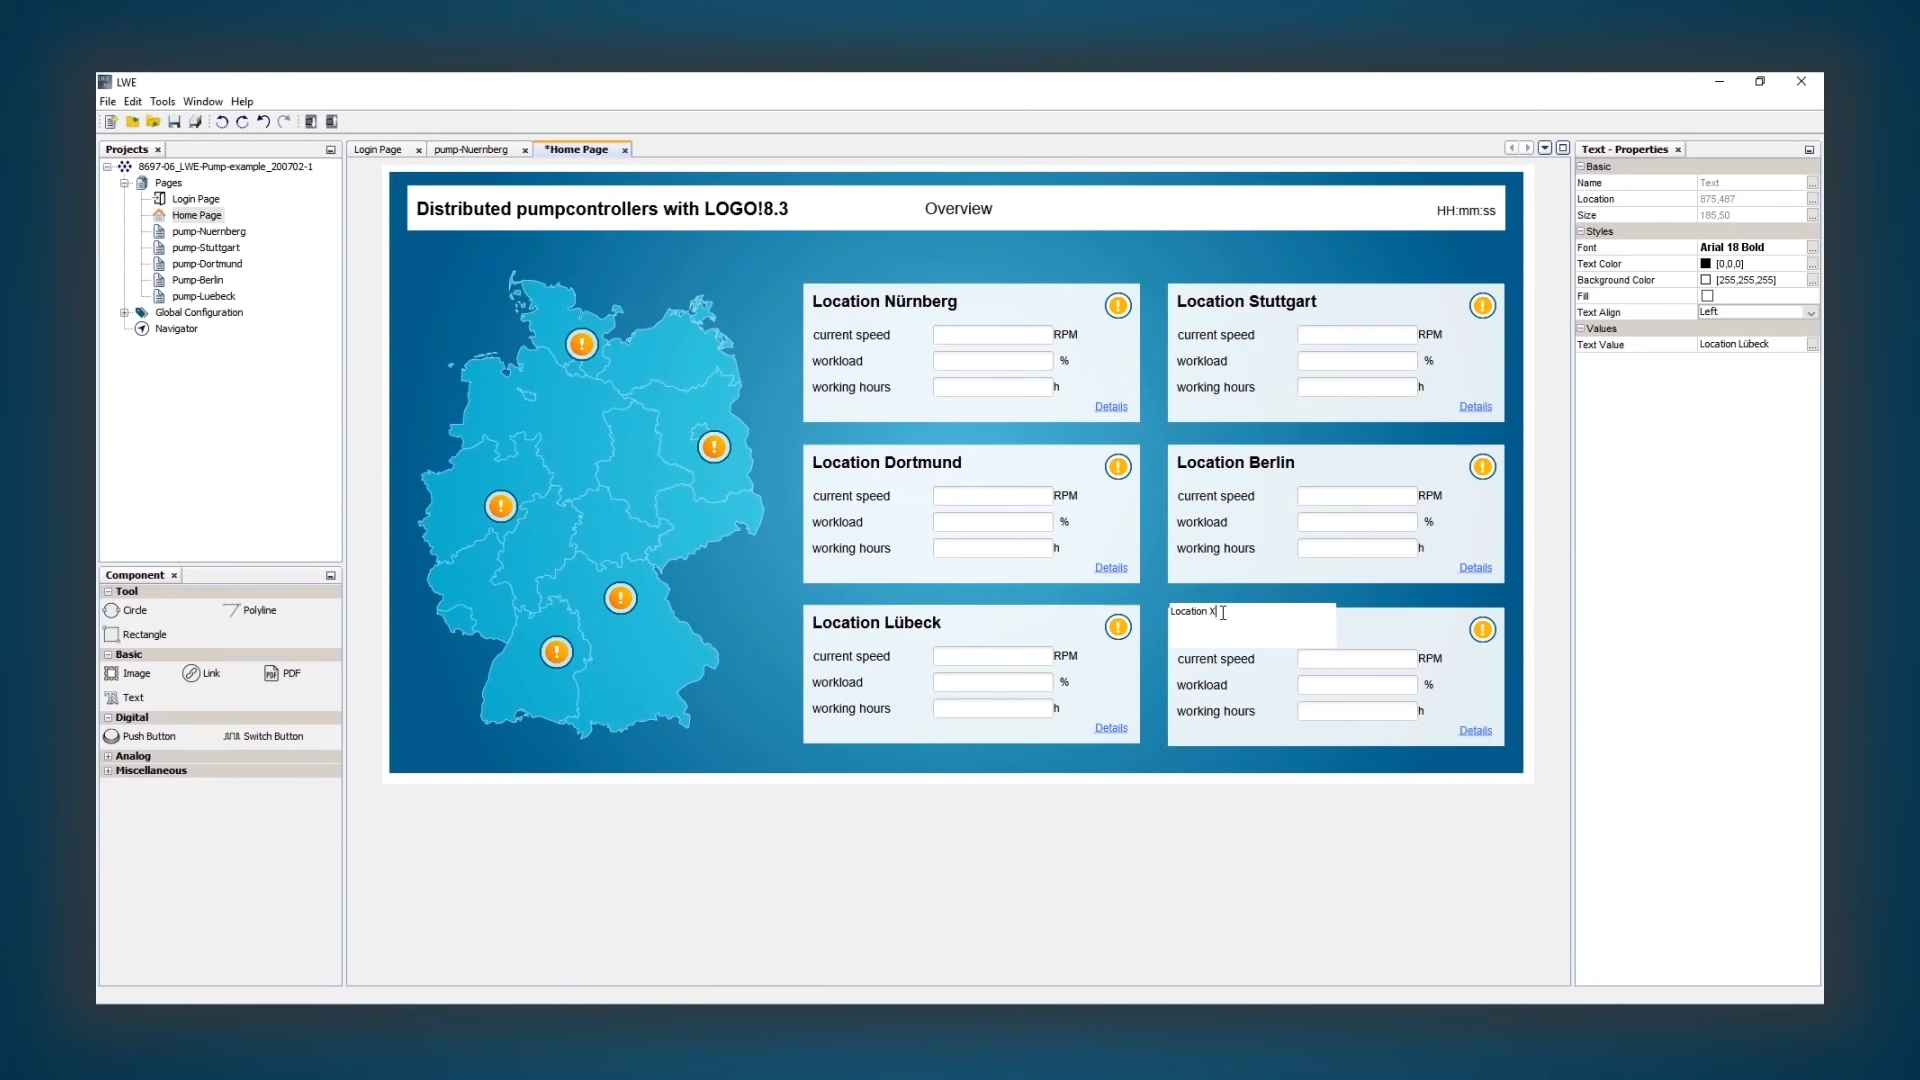 LWE
File Edit Tools Window Help
Projects
8697-06_LWE-Pump-example_200702-1
Pages
Login Page
Home Page
pump-Nuernberg
pump-Stuttgart
pump-Dortmund
Pump-Berlin
pump-Luebeck
Global Configuration
Navigator
Component
Tool
Circle Polyline
Rectangle
Basic
Image Link PDF
Text
Digital
Push Button Switch Button
Analog
Miscellaneous
Login Page pump-Nuernberg *Home Page
Distributed pumpcontrollers with LOGO!8.3 Overview HH:mm:ss
Location Nürnberg
current speed RPM
workload %
working hours h
Details
Location Stuttgart
current speed RPM
workload %
working hours h
Details
Location Dortmund
current speed RPM
workload %
working hours h
Details
Location Berlin
current speed RPM
workload %
working hours h
Details
Location Lübeck
current speed RPM
workload %
working hours h
Details
Location X
current speed RPM
workload %
working hours h
Details
Text - Properties
Basic
Name Text
Location 875,487
Size 185,50
Styles
Font Arial 18 Bold
Text Color [0,0,0]
Background Color [255,255,255]
Fill
Text Align Left
Values
Text Value Location Lübeck